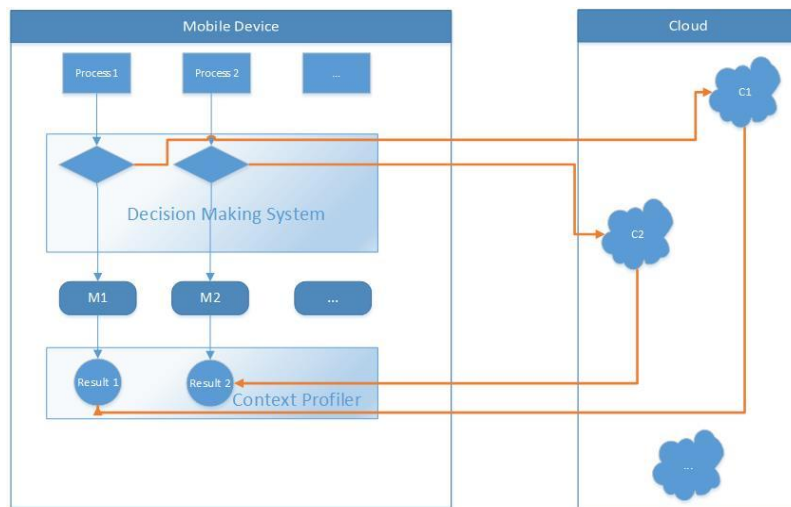 Mobile Device
Cloud
Process 1
Process 2
...
C1
Decision Making System
C2
M1
M2
...
Result 1
Result 2
Context Profiler
...